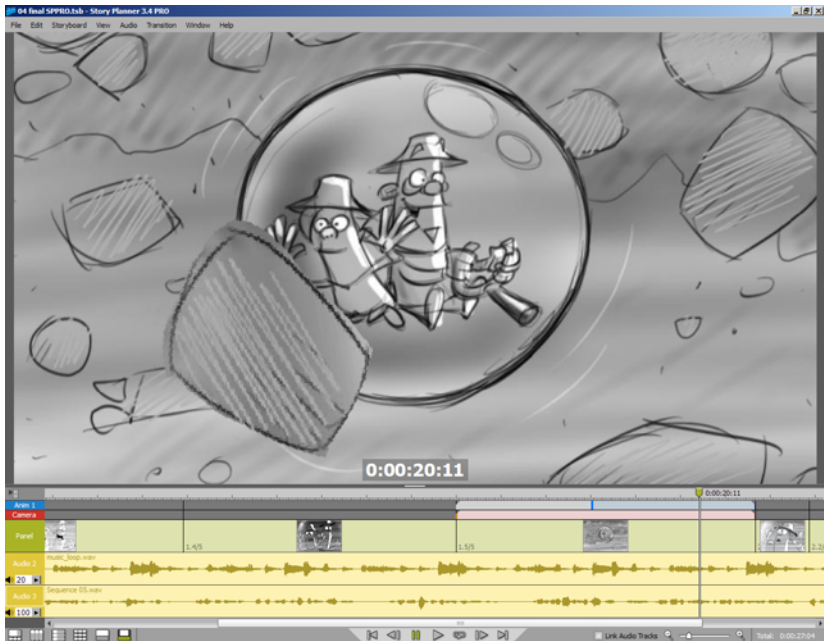 04 final SPPRO.tsb - Story Planner 3.4 PRO
File Edit Storyboard View Audio Transition Window Help
0:00:20:11
0:00:20:11
Anim 1
Camera
Panel
1.4/5
1.5/5
2.2/
Audio 2
music_loop.wav
20
Audio 3
Sequence 05.wav
100
Link Audio Tracks
Total: 0:00:27:04